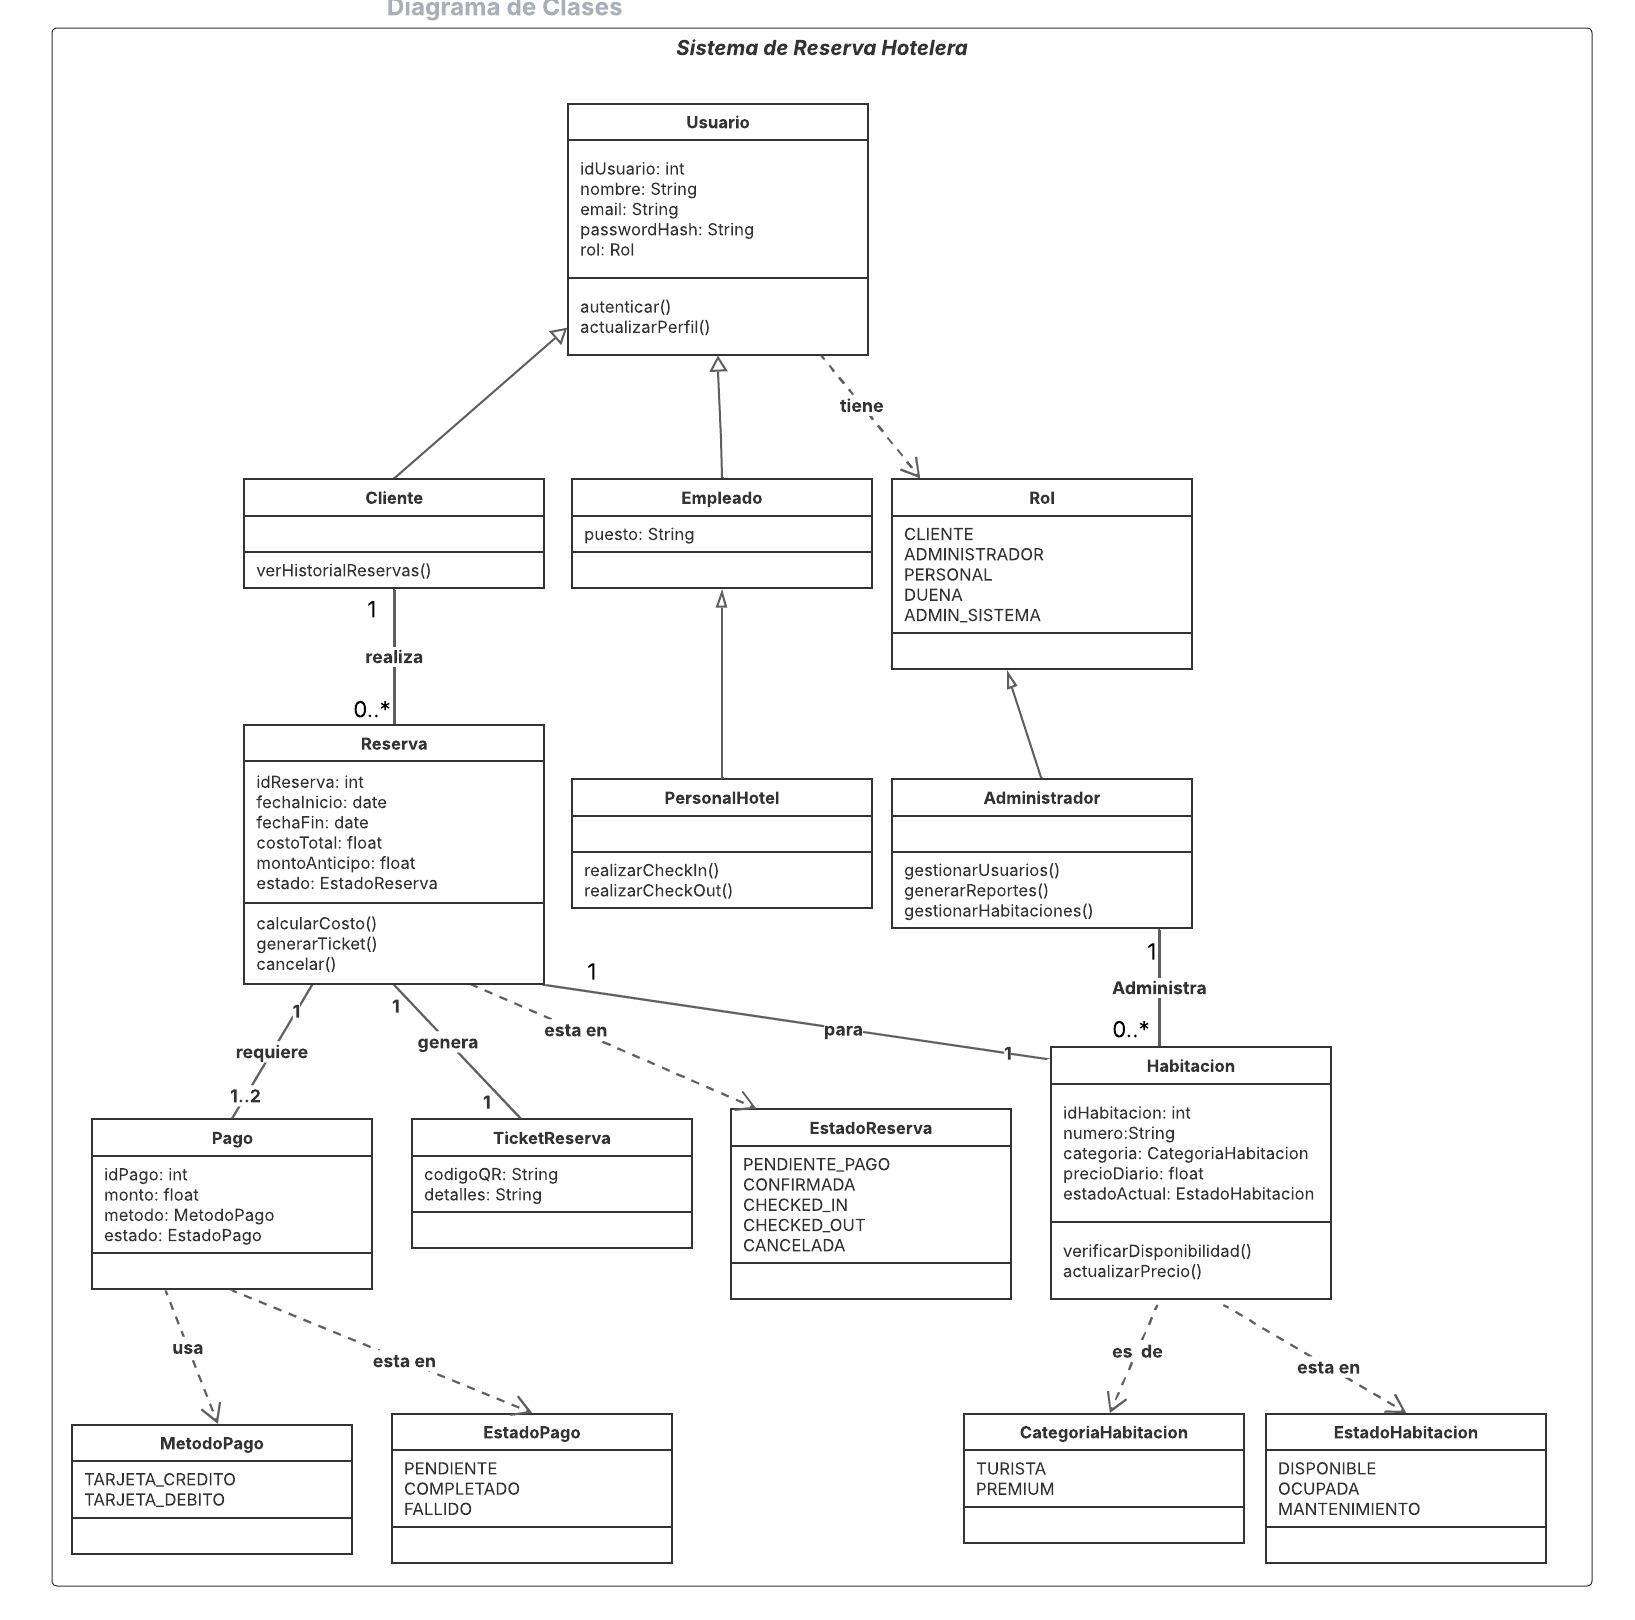 Diagrama de Clases
Sistema de Reserva Hotelera
Usuario
idUsuario: int
nombre: String
email: String
passwordHash: String
rol: Rol
autenticar()
actualizarPerfil()
tiene
Cliente
verHistorialReservas()
Empleado
puesto: String
Rol
CLIENTE
ADMINISTRADOR
PERSONAL
DUENA
ADMIN_SISTEMA
1
realiza
0..*
Reserva
idReserva: int
fechaInicio: date
fechaFin: date
costoTotal: float
montoAnticipo: float
estado: EstadoReserva
calcularCosto()
generarTicket()
cancelar()
PersonalHotel
realizarCheckIn()
realizarCheckOut()
Administrador
gestionarUsuarios()
generarReportes()
gestionarHabitaciones()
1
Administra
0..*
1
requiere
1..2
1
genera
1
esta en
1
para
1
Pago
idPago: int
monto: float
metodo: MetodoPago
estado: EstadoPago
TicketReserva
codigoQR: String
detalles: String
EstadoReserva
PENDIENTE_PAGO
CONFIRMADA
CHECKED_IN
CHECKED_OUT
CANCELADA
Habitacion
idHabitacion: int
numero:String
categoria: CategoriaHabitacion
precioDiario: float
estadoActual: EstadoHabitacion
verificarDisponibilidad()
actualizarPrecio()
usa
esta en
es de
esta en
MetodoPago
TARJETA_CREDITO
TARJETA_DEBITO
EstadoPago
PENDIENTE
COMPLETADO
FALLIDO
CategoriaHabitacion
TURISTA
PREMIUM
EstadoHabitacion
DISPONIBLE
OCUPADA
MANTENIMIENTO